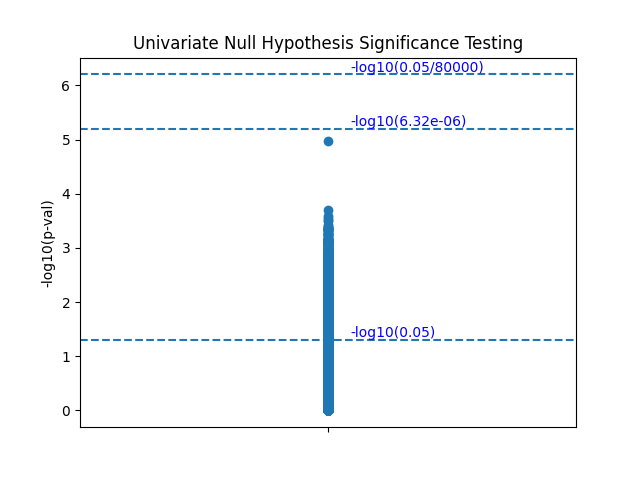 Univariate Null Hypothesis Significance Testing
-log10(0.05/80000)
6
-log10(6.32e-06)
5
4
-log10(p-val)
3
2
-log10(0.05)
1
0